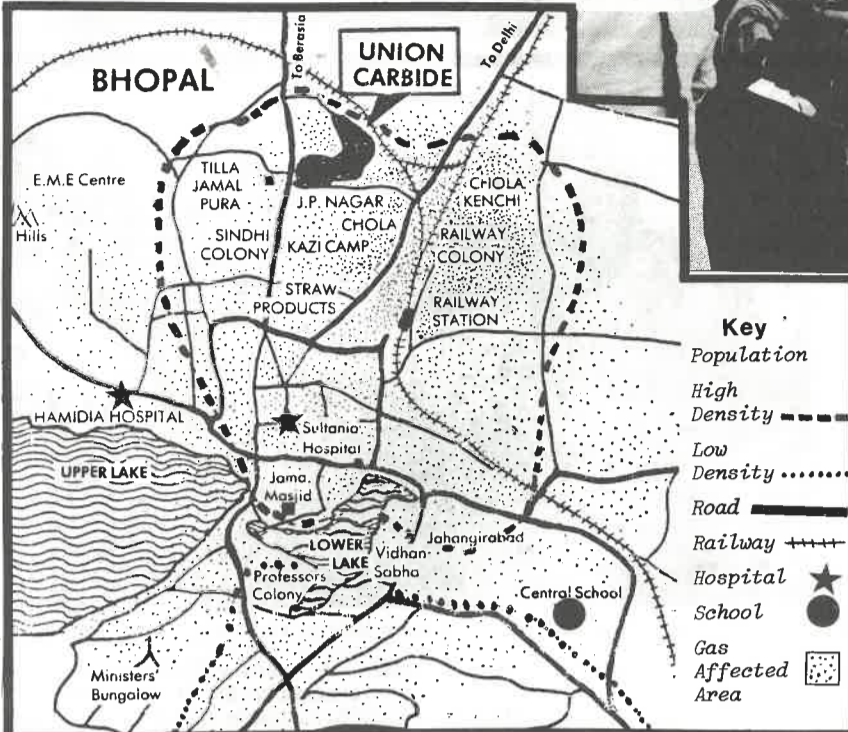 BHOPAL
To Berasia
UNION
CARBIDE
To Delhi
E.M.E Centre
Hills
TILLA
JAMAL
PURA
J.P. NAGAR
CHOLA
SINDHI
COLONY
KAZI CAMP
CHOLA
KENCHI
RAILWAY
COLONY
STRAW
PRODUCTS
RAILWAY
STATION
HAMIDIA HOSPITAL
Sultania
Hospital
UPPER LAKE
Jama
Masjid
LOWER
LAKE
Vidhan-
Sabha
Jahangirabad
Professors
Colony
Central School
Ministers'
Bungalow
Key
Population
High
Density
Low
Density
Road
Railway
Hospital
School
Gas
Affected
Area